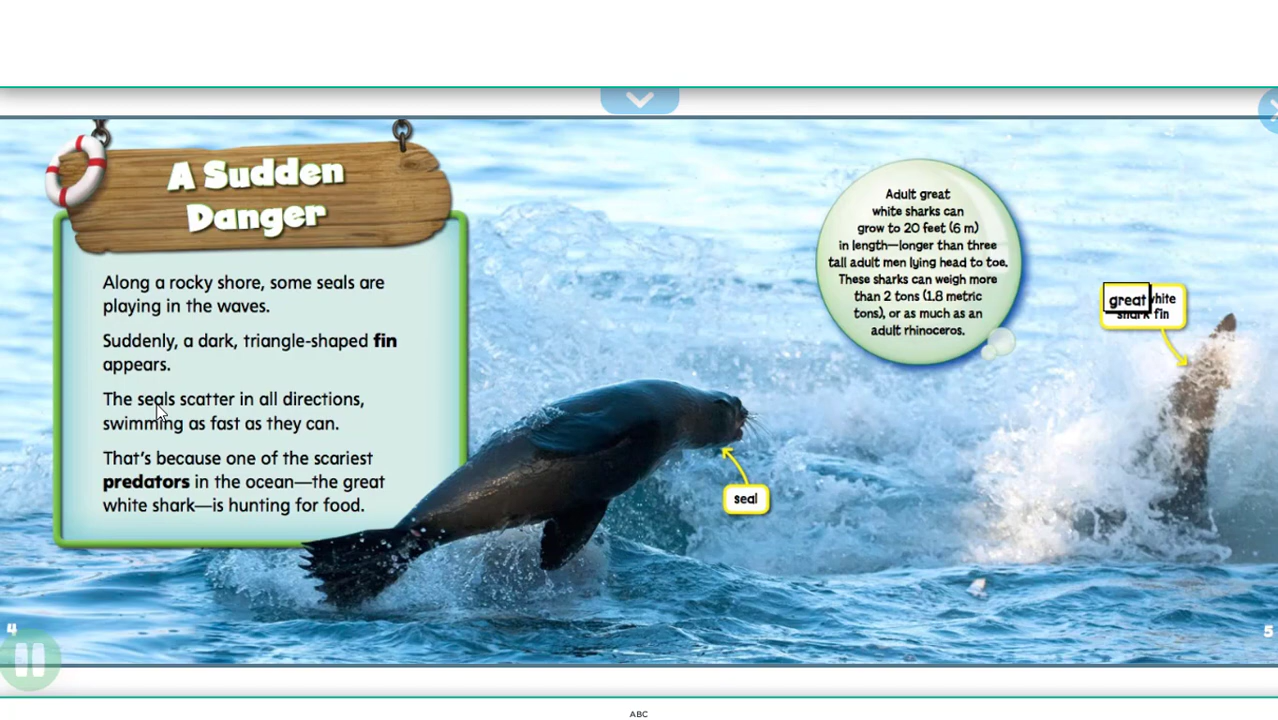 A Sudden
Danger
Along a rocky shore, some seals are
playing in the waves.
Suddenly, a dark, triangle-shaped fin
appears.
The seals scatter in all directions,
swimming as fast as they can.
That's because one of the scariest
predators in the ocean—the great
white shark—is hunting for food.
Adult great
white sharks can
grow to 20 feet (6 m)
in length—longer than three
tall adult men lying head to toe.
These sharks can weigh more
than 2 tons (1.8 metric
tons), or as much as an
adult rhinoceros.
great white
shark fin
seal
4
5
ABC